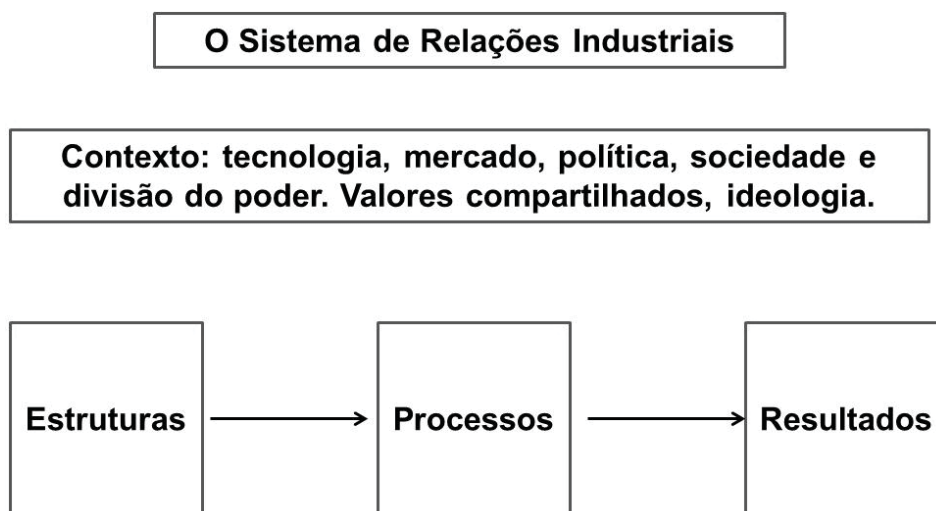 O Sistema de Relações Industriais
Contexto: tecnologia, mercado, política, sociedade e
divisão do poder. Valores compartilhados, ideologia.
Estruturas
Processos
Resultados